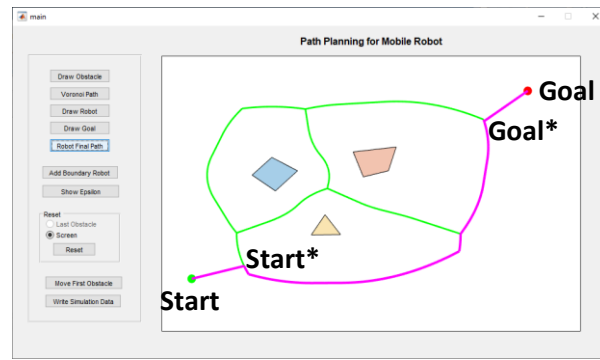 main
Path Planning for Mobile Robot
Draw Obstacle
Voronoi Path
Draw Robot
Draw Goal
Robot Final Path
Add Boundary Robot
Show Epsilon
Reset
Last Obstacle
Screen
Reset
Move First Obstacle
Write Simulation Data
Goal
Goal*
Start*
Start